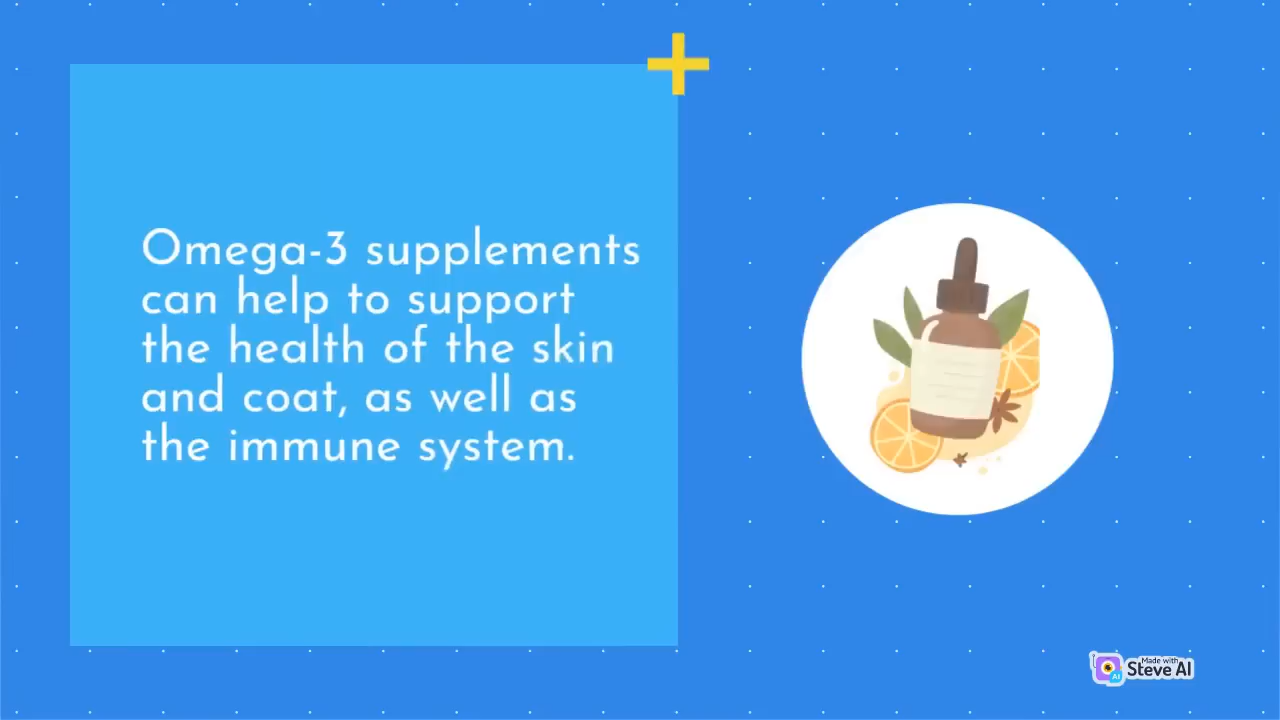 Omega-3 supplements
can help to support
the health of the skin
and coat, as well as
the immune system.
Made with
Steve AI
AI